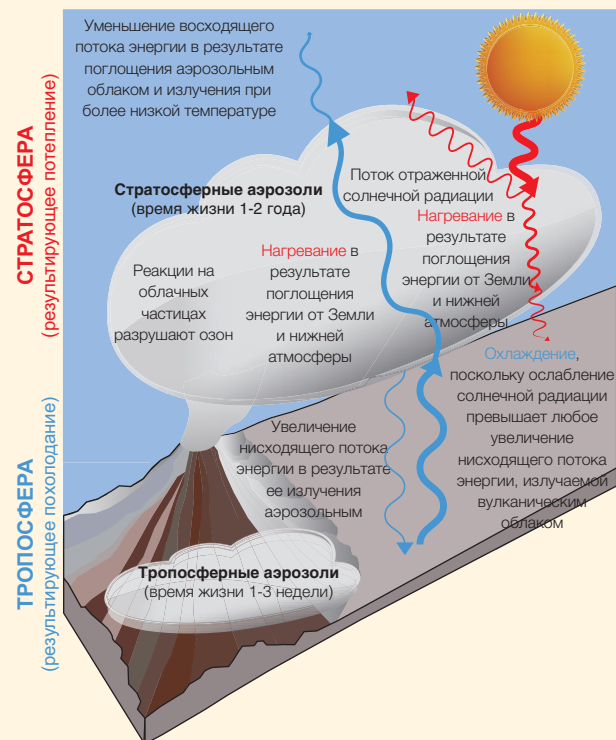 Уменьшение восходящего
потока энергии в результате
поглощения аэрозольным
облаком и излучения при
более низкой температуре
СТРАТОСФЕРА
(результирующее потепление)
Стратосферные аэрозоли
(время жизни 1-2 года)
Поток отраженной
солнечной радиации
Нагревание в
результате
поглощения
энергии от Земли
и нижней
атмосферы
Реакции на
облачных
частицах
разрушают озон
Нагревание в
результате
поглощения
энергии от Земли
и нижней
атмосферы
Охлаждение,
поскольку ослабление
солнечной радиации
превышает любое
увеличение
нисходящего потока
энергии, излучаемой
вулканическим
облаком
Увеличение
нисходящего потока
энергии в результате
ее излучения
аэрозольным
ТРОПОСФЕРА
(результирующее похолодание)
Тропосферные аэрозоли
(время жизни 1-3 недели)